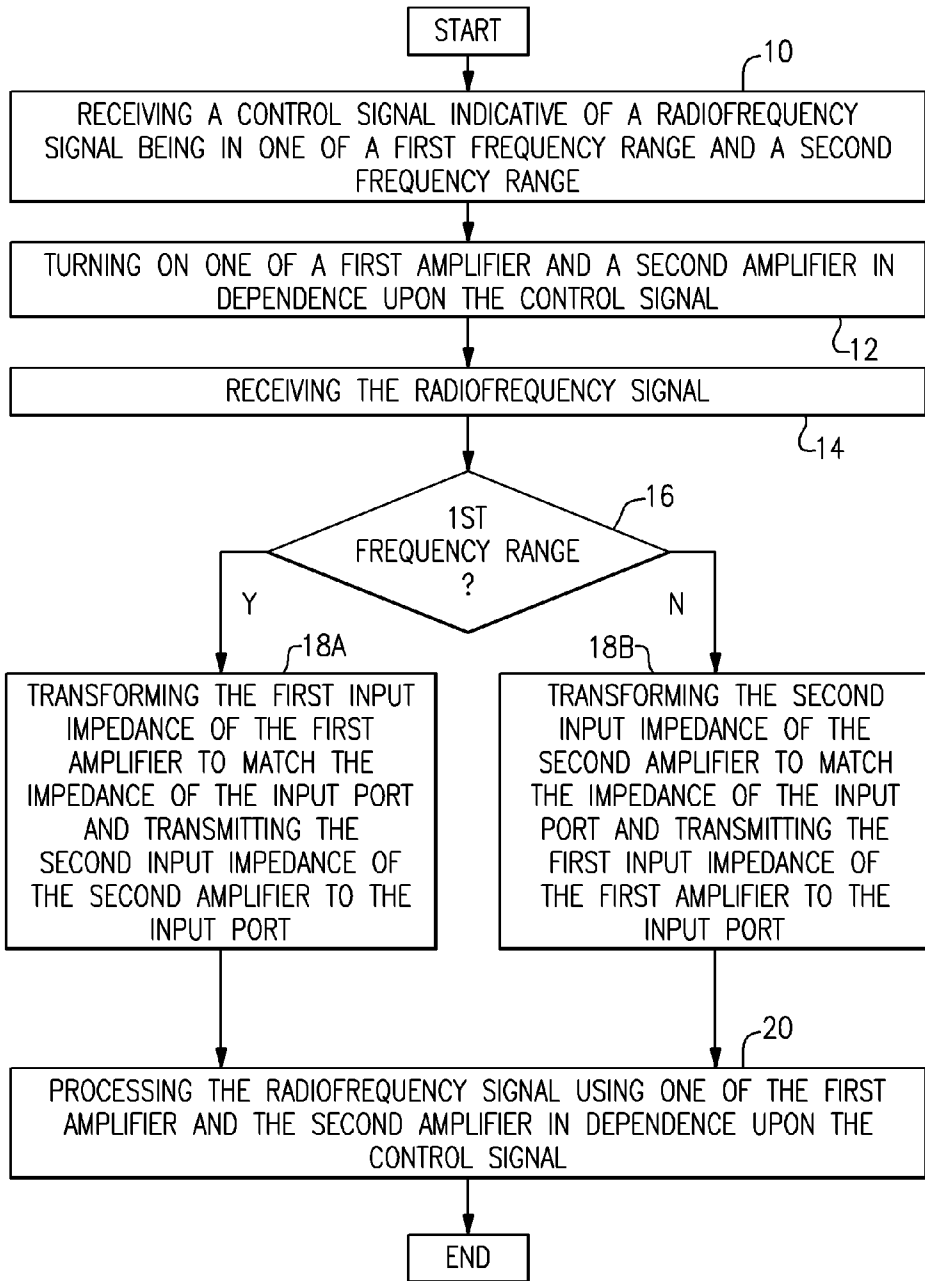 START
10
RECEIVING A CONTROL SIGNAL INDICATIVE OF A RADIOFREQUENCY
SIGNAL BEING IN ONE OF A FIRST FREQUENCY RANGE AND A SECOND
FREQUENCY RANGE
TURNING ON ONE OF A FIRST AMPLIFIER AND A SECOND AMPLIFIER IN
DEPENDENCE UPON THE CONTROL SIGNAL
12
RECEIVING THE RADIOFREQUENCY SIGNAL
14
16
1ST
FREQUENCY RANGE
?
Y
N
18A
TRANSFORMING THE FIRST INPUT
IMPEDANCE OF THE FIRST
AMPLIFIER TO MATCH THE
IMPEDANCE OF THE INPUT PORT
AND TRANSMITTING THE
SECOND INPUT IMPEDANCE OF
THE SECOND AMPLIFIER TO THE
INPUT PORT
18B
TRANSFORMING THE SECOND
INPUT IMPEDANCE OF THE
SECOND AMPLIFIER TO MATCH
THE IMPEDANCE OF THE INPUT
PORT AND TRANSMITTING THE
FIRST INPUT IMPEDANCE OF
THE FIRST AMPLIFIER TO THE
INPUT PORT
20
PROCESSING THE RADIOFREQUENCY SIGNAL USING ONE OF THE FIRST
AMPLIFIER AND THE SECOND AMPLIFIER IN DEPENDENCE UPON THE
CONTROL SIGNAL
END